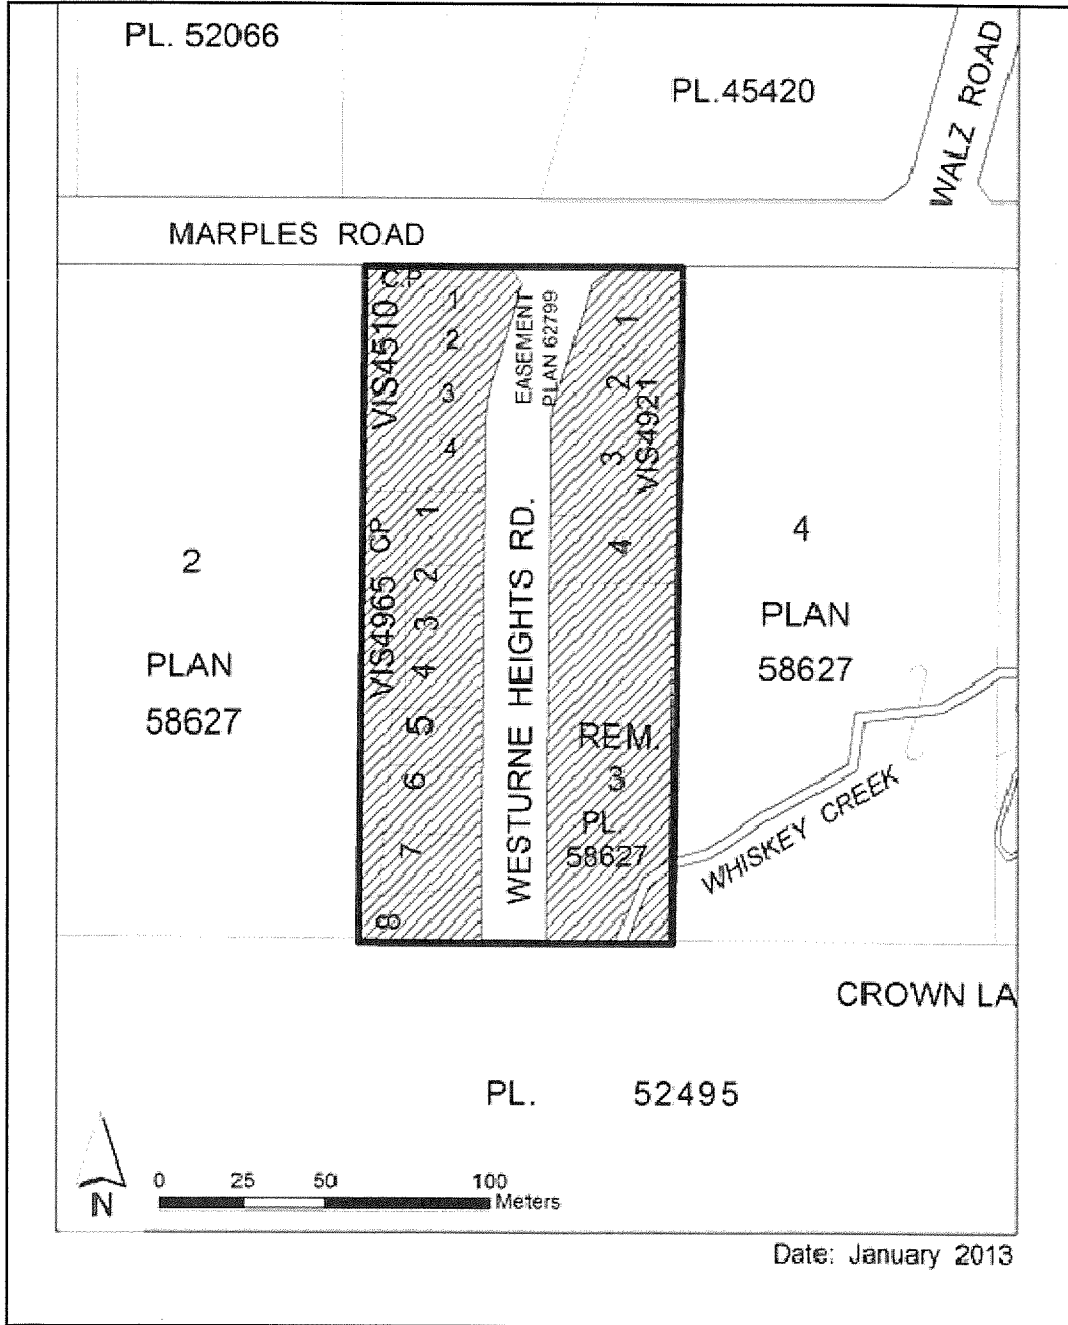 PL. 52066
PL.45420
WALZ ROAD
MARPLES ROAD
C.P.
VIS4510
1
2
3
4
EASEMENT
PLAN 62799
1
2
3
4
VIS4921
VIS4965 CP
1
2
3
4
5
6
7
8
WESTURNE HEIGHTS RD.
REM.
3
PL.
58627
2
PLAN
58627
4
PLAN
58627
WHISKEY CREEK
CROWN LA
PL. 52495
N
0 25 50 100
Meters
Date: January 2013